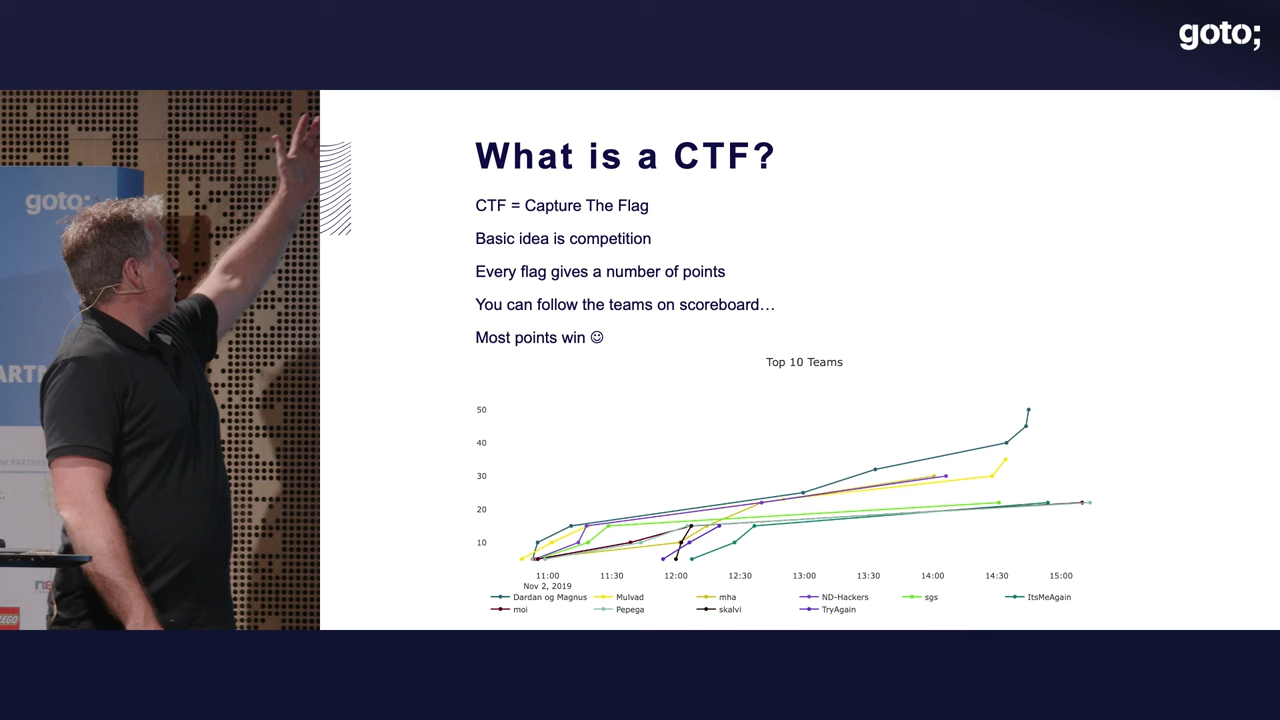 goto;
goto;
ARTN
LEGO
What is a CTF?
CTF = Capture The Flag
Basic idea is competition
Every flag gives a number of points
You can follow the teams on scoreboard…
Most points win ☺
Top 10 Teams
50
40
30
20
10
11:00 11:30 12:00 12:30 13:00 13:30 14:00 14:30 15:00
Nov 2, 2019
Dardan og Magnus Mulvad mha ND-Hackers sgs ItsMeAgain
moi Pepega skalvi TryAgain